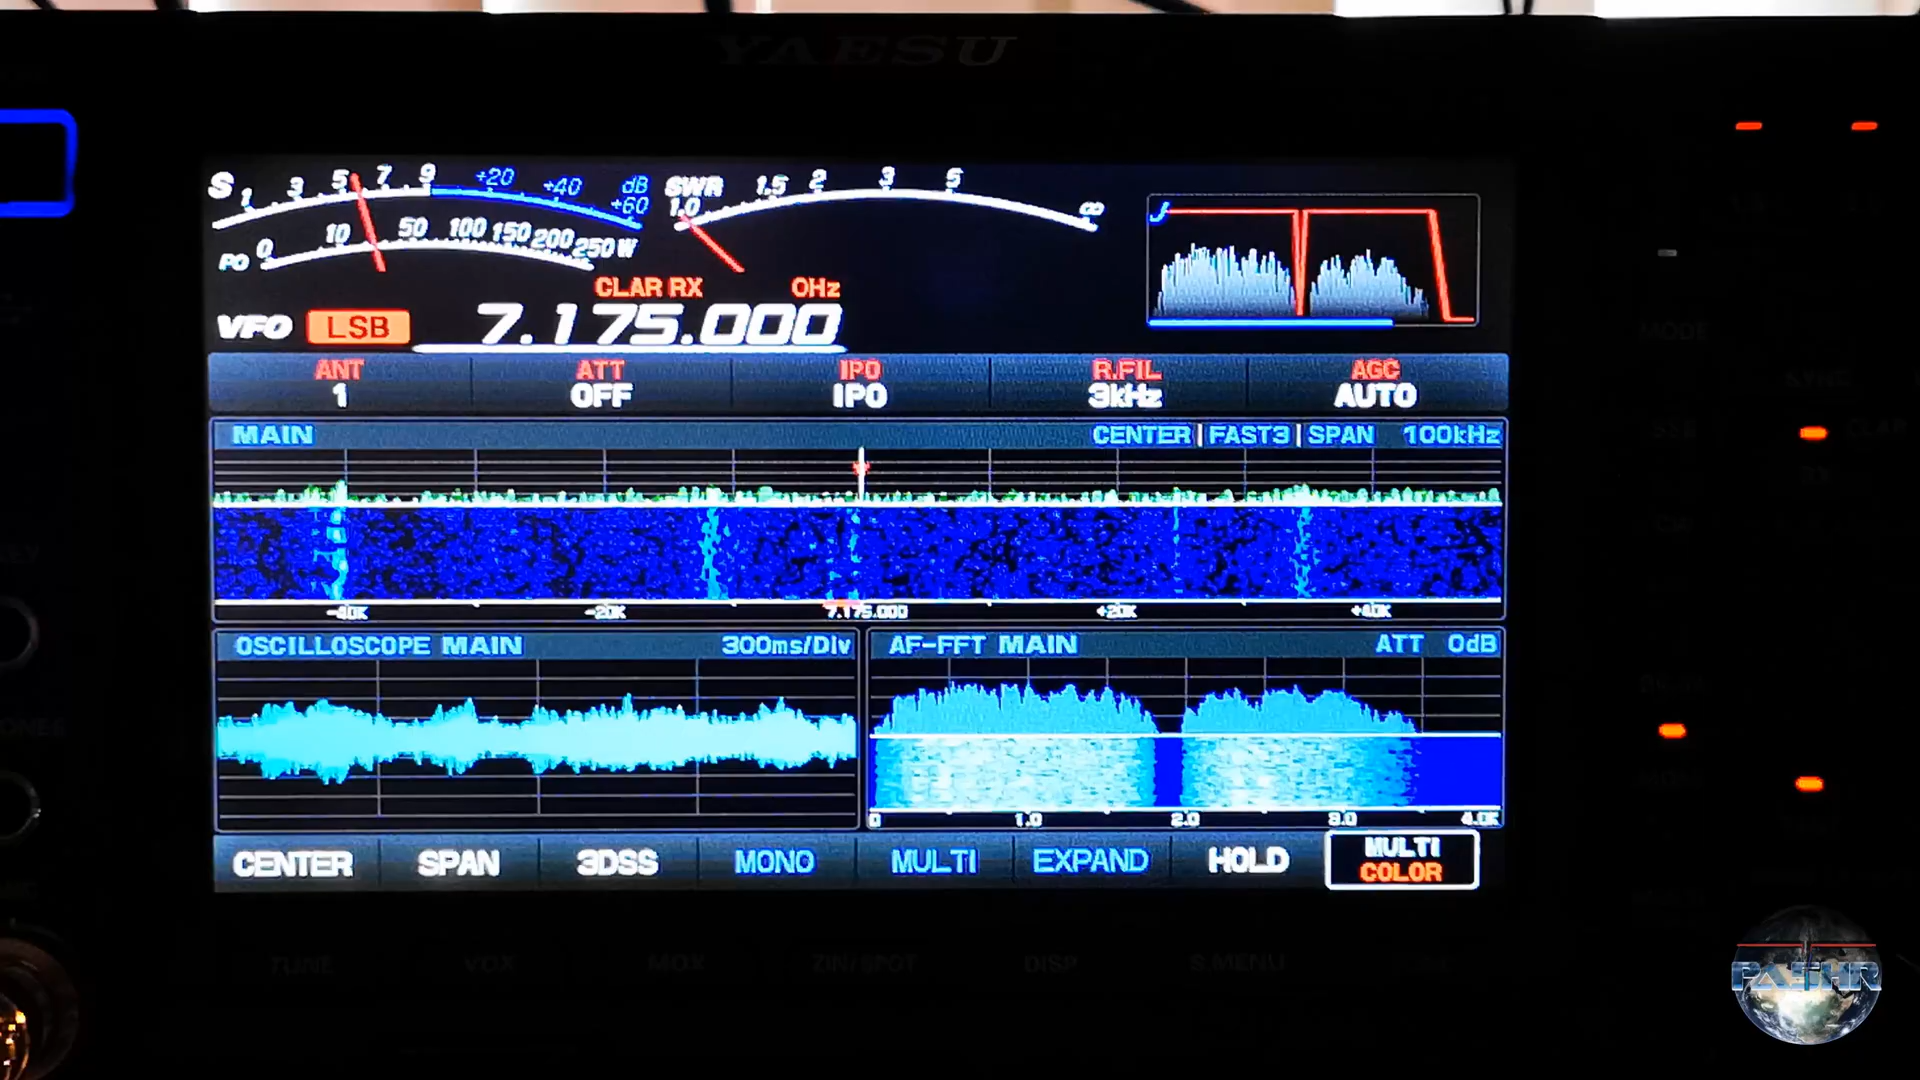 YAESU
S 1 3 5 7 9 +20 +40 dB +60
PO 0 10 50 100 150 200 250 W
SWR 1.0 1.5 2 3 5 ∞
CLAR RX 0Hz
VFO LSB 7.175.000
ANT ATT IPO R.FIL AGC
1 OFF IPO 3kHz AUTO
MAIN CENTER | FAST3 | SPAN 100kHz
-40K -20K 7.175.000 +20K +40K
OSCILLOSCOPE MAIN 300ms/Div
AF-FFT MAIN ATT 0dB
0 1.0 2.0 3.0 4.0K
CENTER SPAN 3DSS MONO MULTI EXPAND HOLD MULTI
COLOR
TUNE VOX MOX ZIN/SPOT DISP S.MENU
MODE
PA5HR